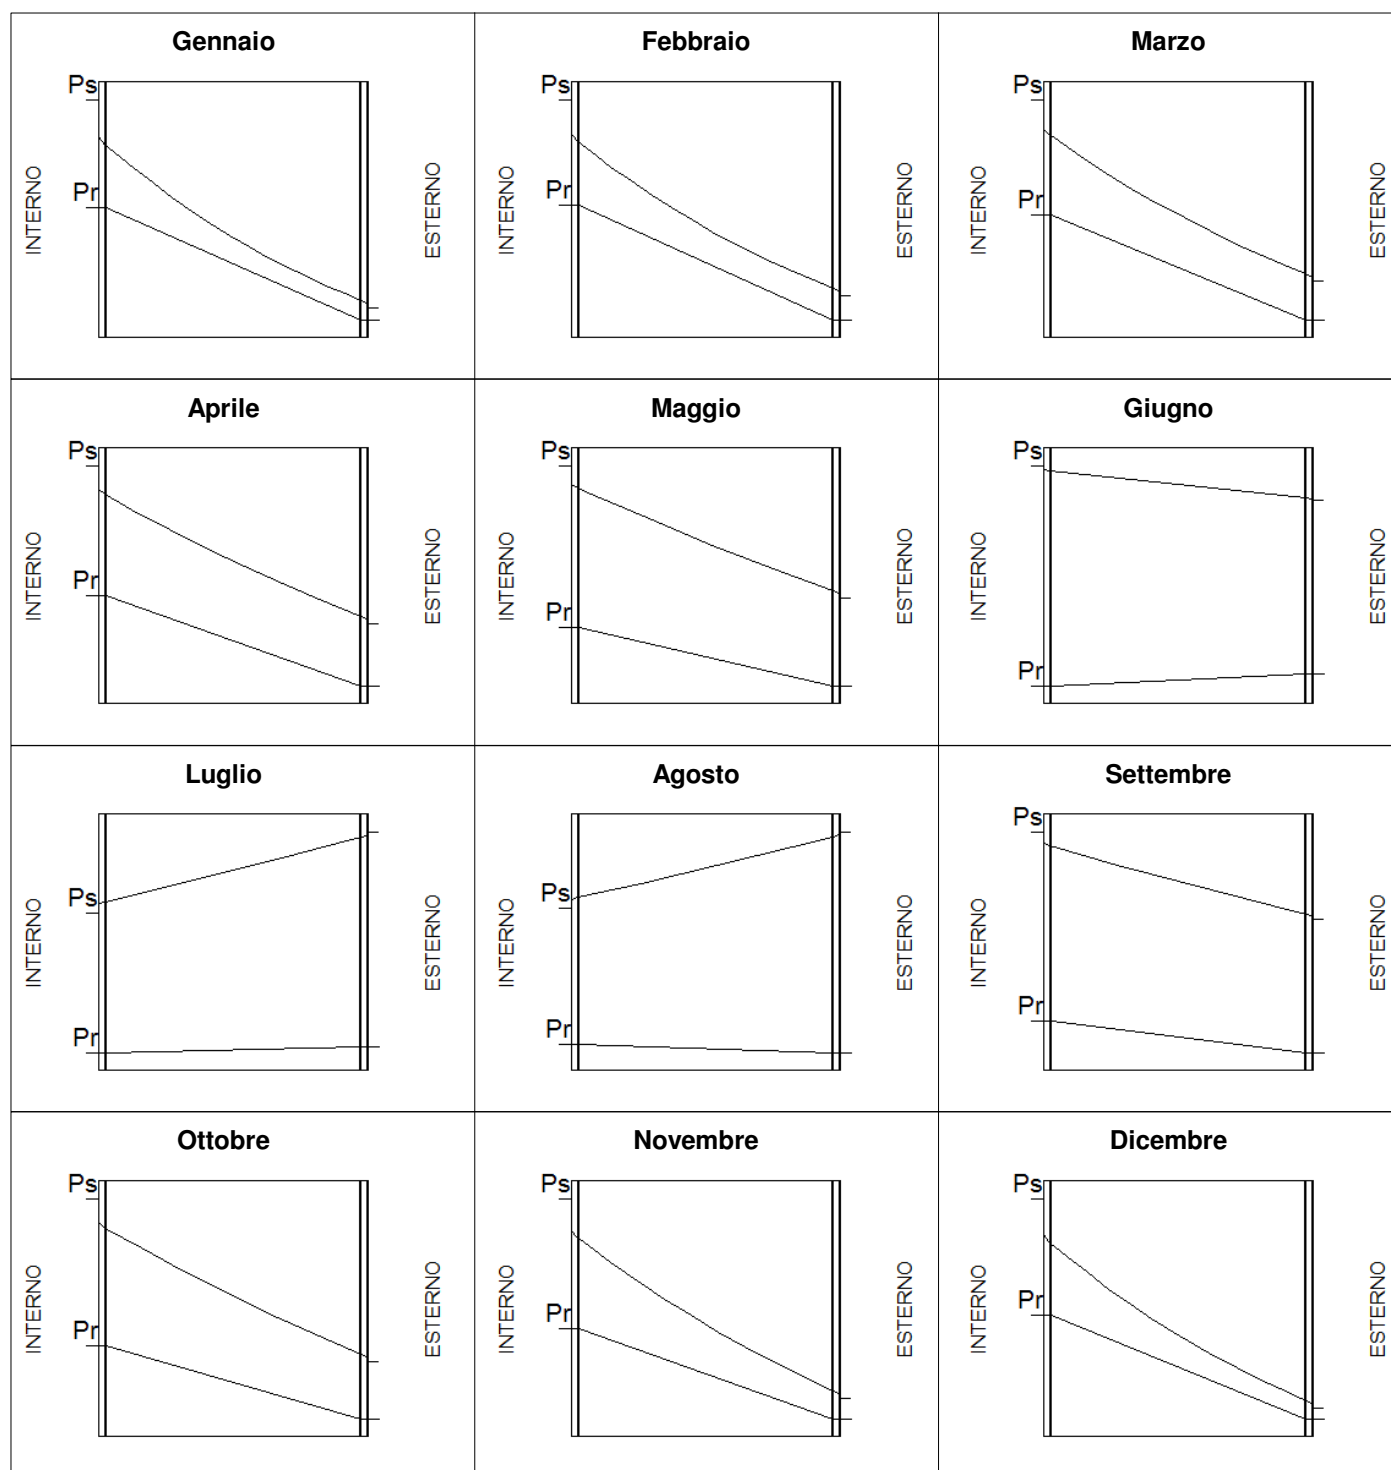 Gennaio
Ps
Pr
INTERNO
ESTERNO
Febbraio
Ps
Pr
INTERNO
ESTERNO
Marzo
Ps
Pr
INTERNO
ESTERNO
Aprile
Ps
Pr
INTERNO
ESTERNO
Maggio
Ps
Pr
INTERNO
ESTERNO
Giugno
Ps
Pr
INTERNO
ESTERNO
Luglio
Ps
Pr
INTERNO
ESTERNO
Agosto
Ps
Pr
INTERNO
ESTERNO
Settembre
Ps
Pr
INTERNO
ESTERNO
Ottobre
Ps
Pr
INTERNO
ESTERNO
Novembre
Ps
Pr
INTERNO
ESTERNO
Dicembre
Ps
Pr
INTERNO
ESTERNO